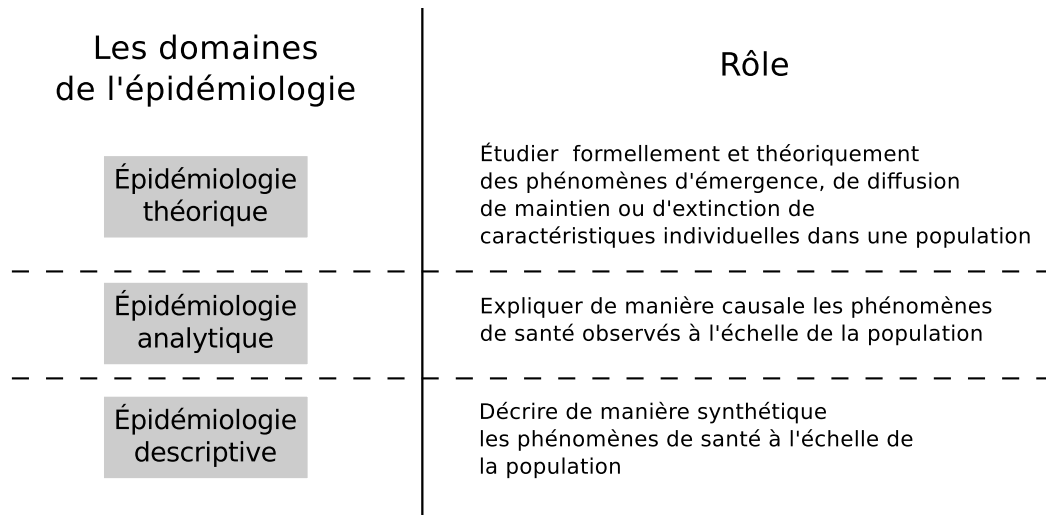 Les domaines
de l'épidémiologie
Rôle
Épidémiologie
théorique
Étudier  formellement et théoriquement
des phénomènes d'émergence, de diffusion
de maintien ou d'extinction de
caractéristiques individuelles dans une population
Épidémiologie
analytique
Expliquer de manière causale les phénomènes
de santé observés à l'échelle de la population
Épidémiologie
descriptive
Décrire de manière synthétique
les phénomènes de santé à l'échelle de
la population